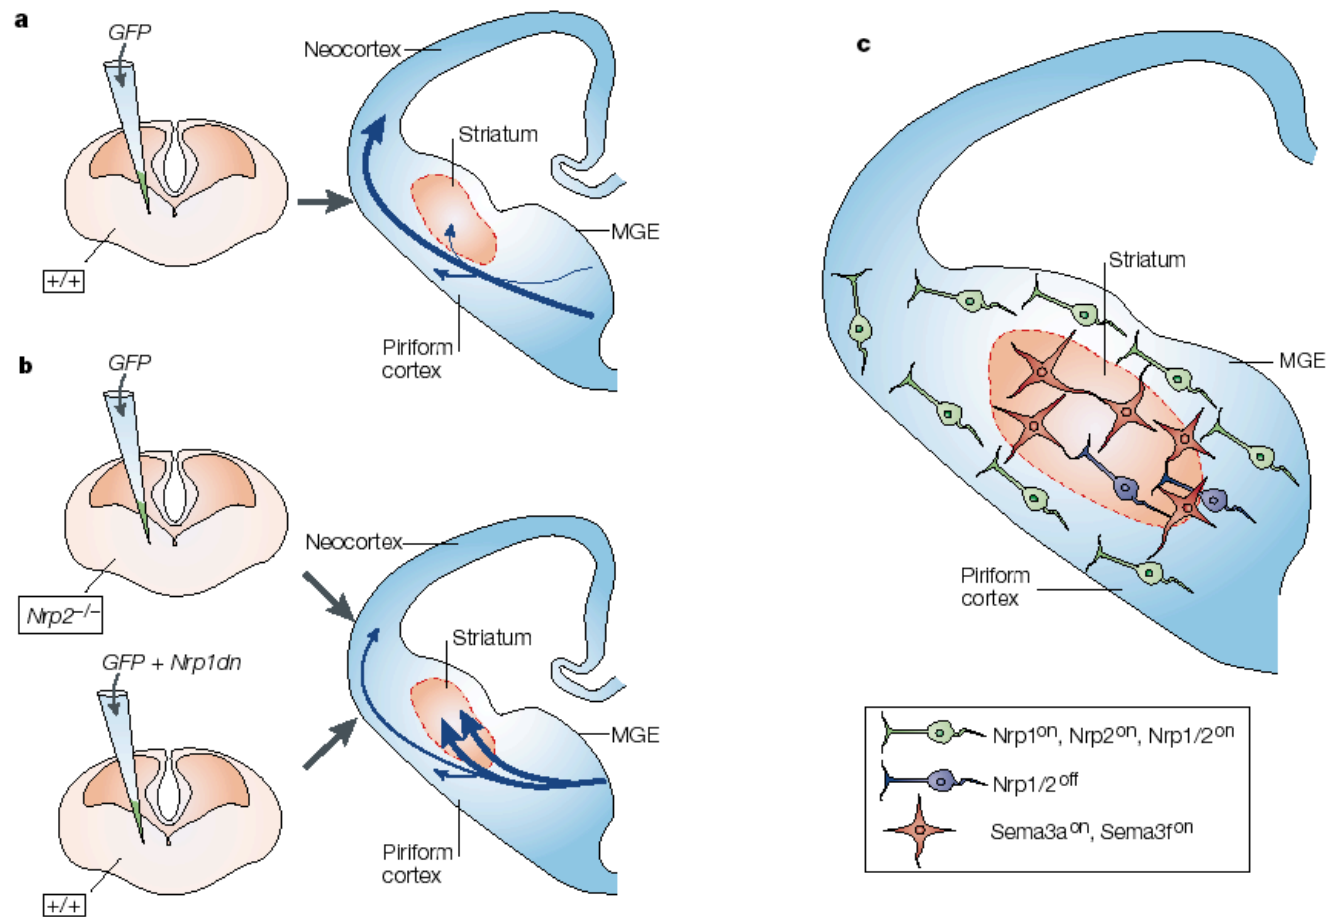 a
GFP
+/+
Neocortex
Striatum
MGE
Piriform
cortex
b
GFP
Nrp2⁻/⁻
GFP + Nrp1dn
+/+
Neocortex
Striatum
MGE
Piriform
cortex
c
Striatum
MGE
Piriform
cortex
Nrp1ᵒⁿ, Nrp2ᵒⁿ, Nrp1/2ᵒⁿ
Nrp1/2ᵒᶠᶠ
Sema3aᵒⁿ, Sema3fᵒⁿ